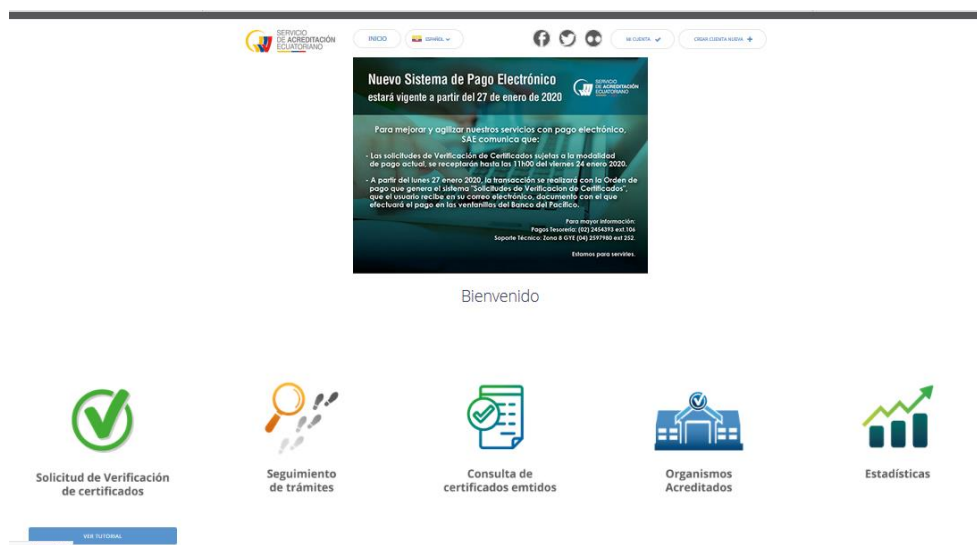 SERVICIO
DE ACREDITACIÓN
ECUATORIANO
INICIO
ESPAÑOL
MI CUENTA
CREAR CUENTA NUEVA
Nuevo Sistema de Pago Electrónico
estará vigente a partir del 27 de enero de 2020
SERVICIO
DE ACREDITACIÓN
ECUATORIANO
Para mejorar y agilizar nuestros servicios con pago electrónico,
SAE comunica que:
- Las solicitudes de Verificación de Certificados sujetas a la modalidad
de pago actual, se receptarán hasta las 11h00 del viernes 24 enero 2020.
- A partir del lunes 27 enero 2020, la transacción se realizará con la Orden de
pago que genera el sistema "Solicitudes de Verificacion de Certificados",
que el usuario recibe en su correo electrónico, documento con el que
efectuará el pago en las ventanillas del Banco del Pacífico.
Para mayor información:
Pagos Tesorería: (02) 2454393 ext.106
Soporte Técnico: Zona 8 GYE (04) 2597980 ext 252.
Estamos para servirles.
Bienvenido
Solicitud de Verificación
de certificados
Seguimiento
de trámites
Consulta de
certificados emtidos
Organismos
Acreditados
Estadísticas
VER TUTORIAL